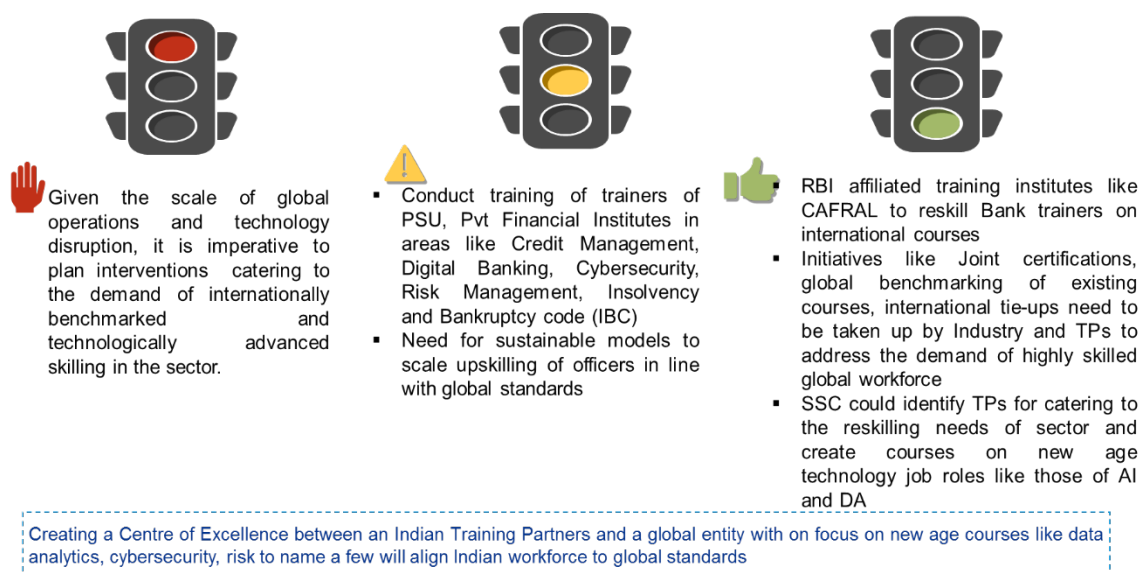 Given the scale of global
operations and technology
disruption, it is imperative to
plan interventions catering to
the demand of internationally
benchmarked and
technologically advanced
skilling in the sector.
▪ Conduct training of trainers of
PSU, Pvt Financial Institutes in
areas like Credit Management,
Digital Banking, Cybersecurity,
Risk Management, Insolvency
and Bankruptcy code (IBC)
▪ Need for sustainable models to
scale upskilling of officers in line
with global standards
▪ RBI affiliated training institutes like
CAFRAL to reskill Bank trainers on
international courses
▪ Initiatives like Joint certifications,
global benchmarking of existing
courses, international tie-ups need to
be taken up by Industry and TPs to
address the demand of highly skilled
global workforce
▪ SSC could identify TPs for catering to
the reskilling needs of sector and
create courses on new age
technology job roles like those of AI
and DA
Creating a Centre of Excellence between an Indian Training Partners and a global entity with on focus on new age courses like data
analytics, cybersecurity, risk to name a few will align Indian workforce to global standards